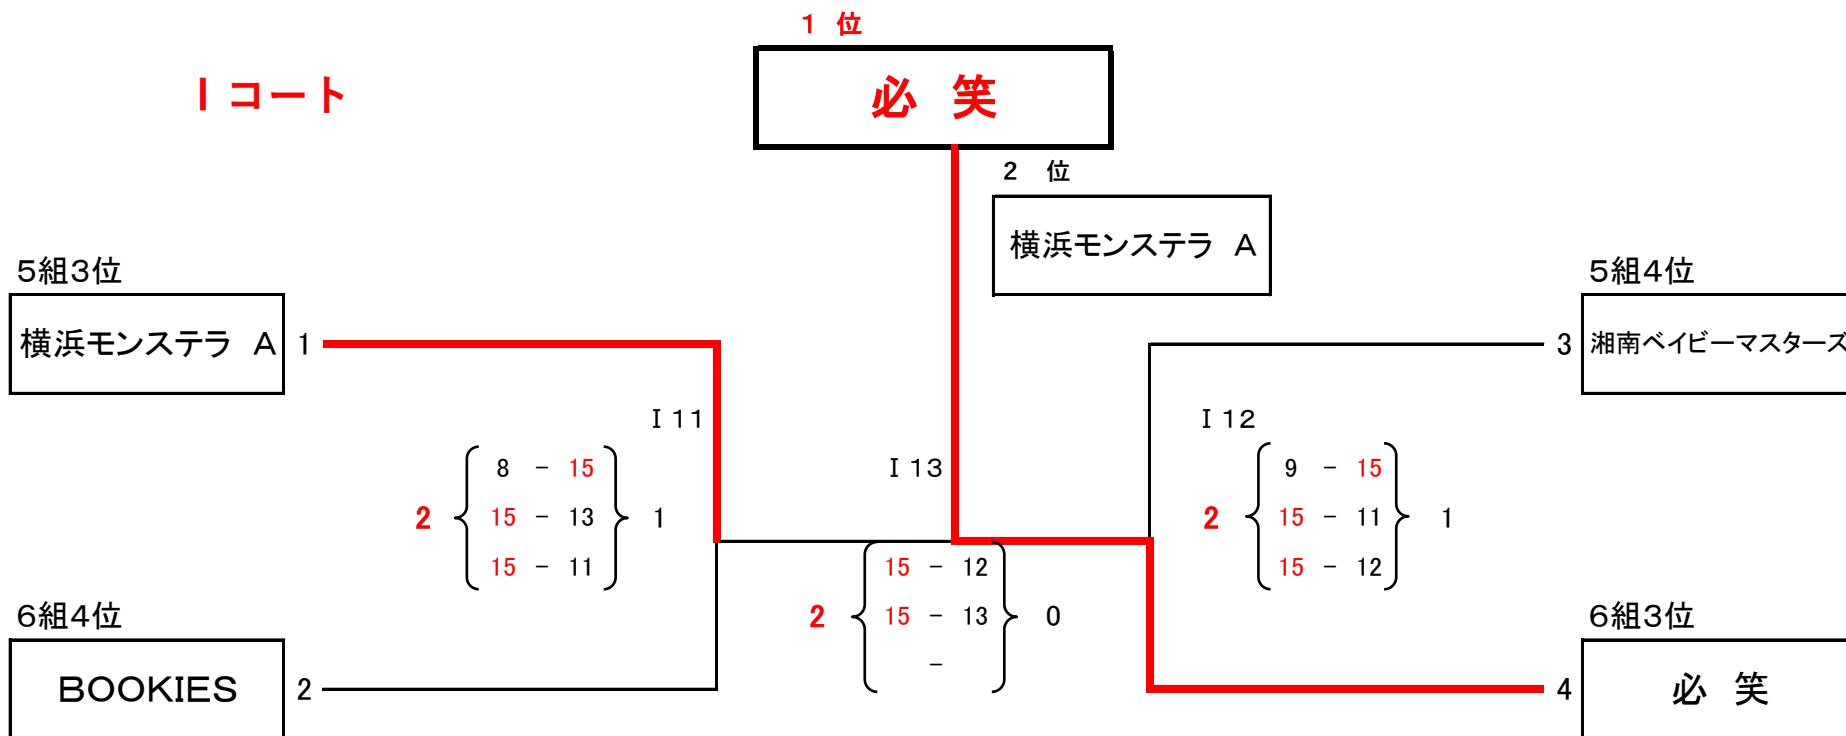 1 位
Ⅰコート
必 笑
2 位
横浜モンステラ A
5組3位
横浜モンステラ A 1
5組4位
3 湘南ベイビーマスターズ
Ⅰ11
8 - 15
2 15 - 13 1
15 - 11
Ⅰ13
15 - 12
2 15 - 13 0
-
Ⅰ12
9 - 15
2 15 - 11 1
15 - 12
6組4位
BOOKIES 2
6組3位
4 必 笑